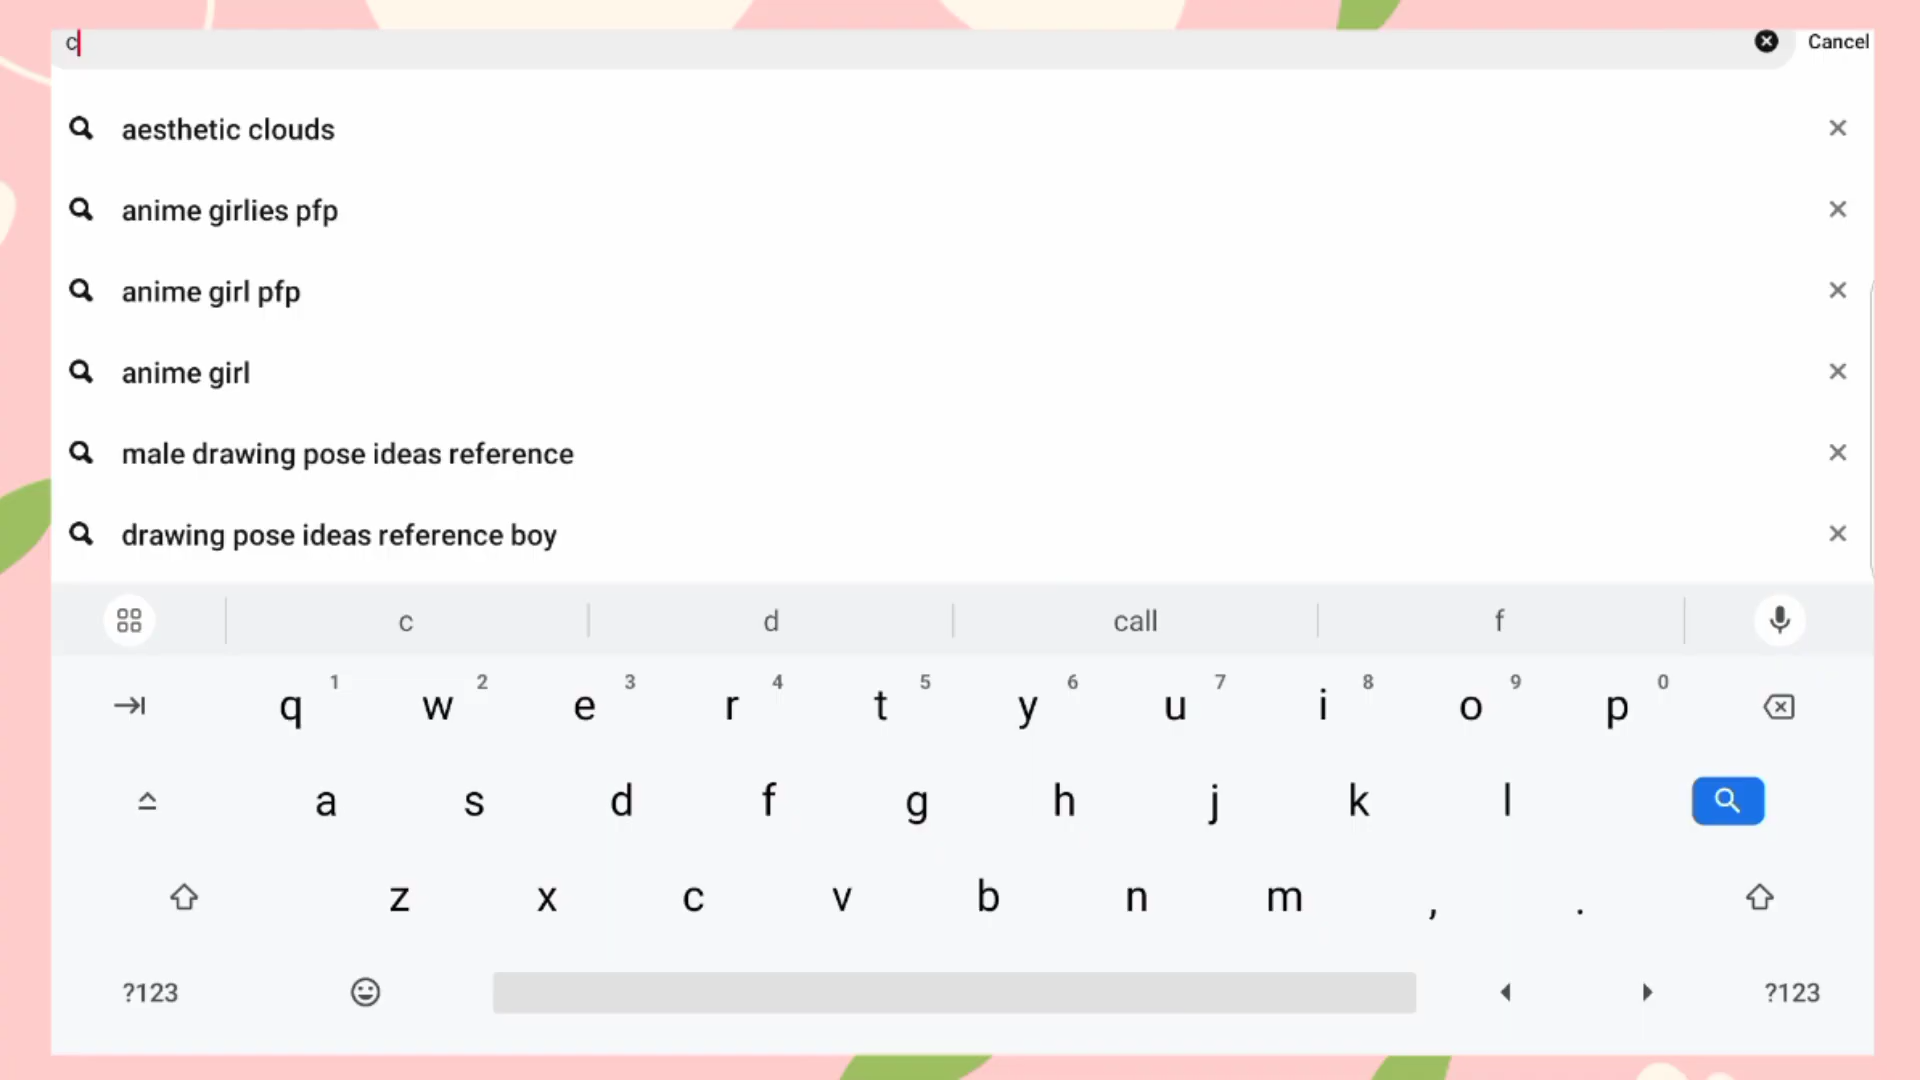 c
Cancel
aesthetic clouds
anime girlies pfp
anime girl pfp
anime girl
male drawing pose ideas reference
drawing pose ideas reference boy
c d call f
q 1 w 2 e 3 r 4 t 5 y 6 u 7 i 8 o 9 p 0
a s d f g h j k l
z x c v b n m , .
?123 ?123